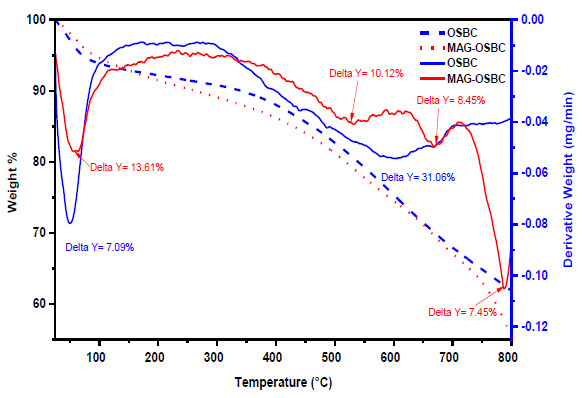 100
90
80
70
60
Weight %
100
200
300
400
500
600
700
800
Temperature (°C)
0.00
-0.02
-0.04
-0.06
-0.08
-0.10
-0.12
Derivative Weight (mg/min)
OSBC
MAG-OSBC
OSBC
MAG-OSBC
Delta Y= 10.12%
Delta Y= 8.45%
Delta Y= 13.61%
Delta Y= 31.06%
Delta Y= 7.09%
Delta Y= 7.45%